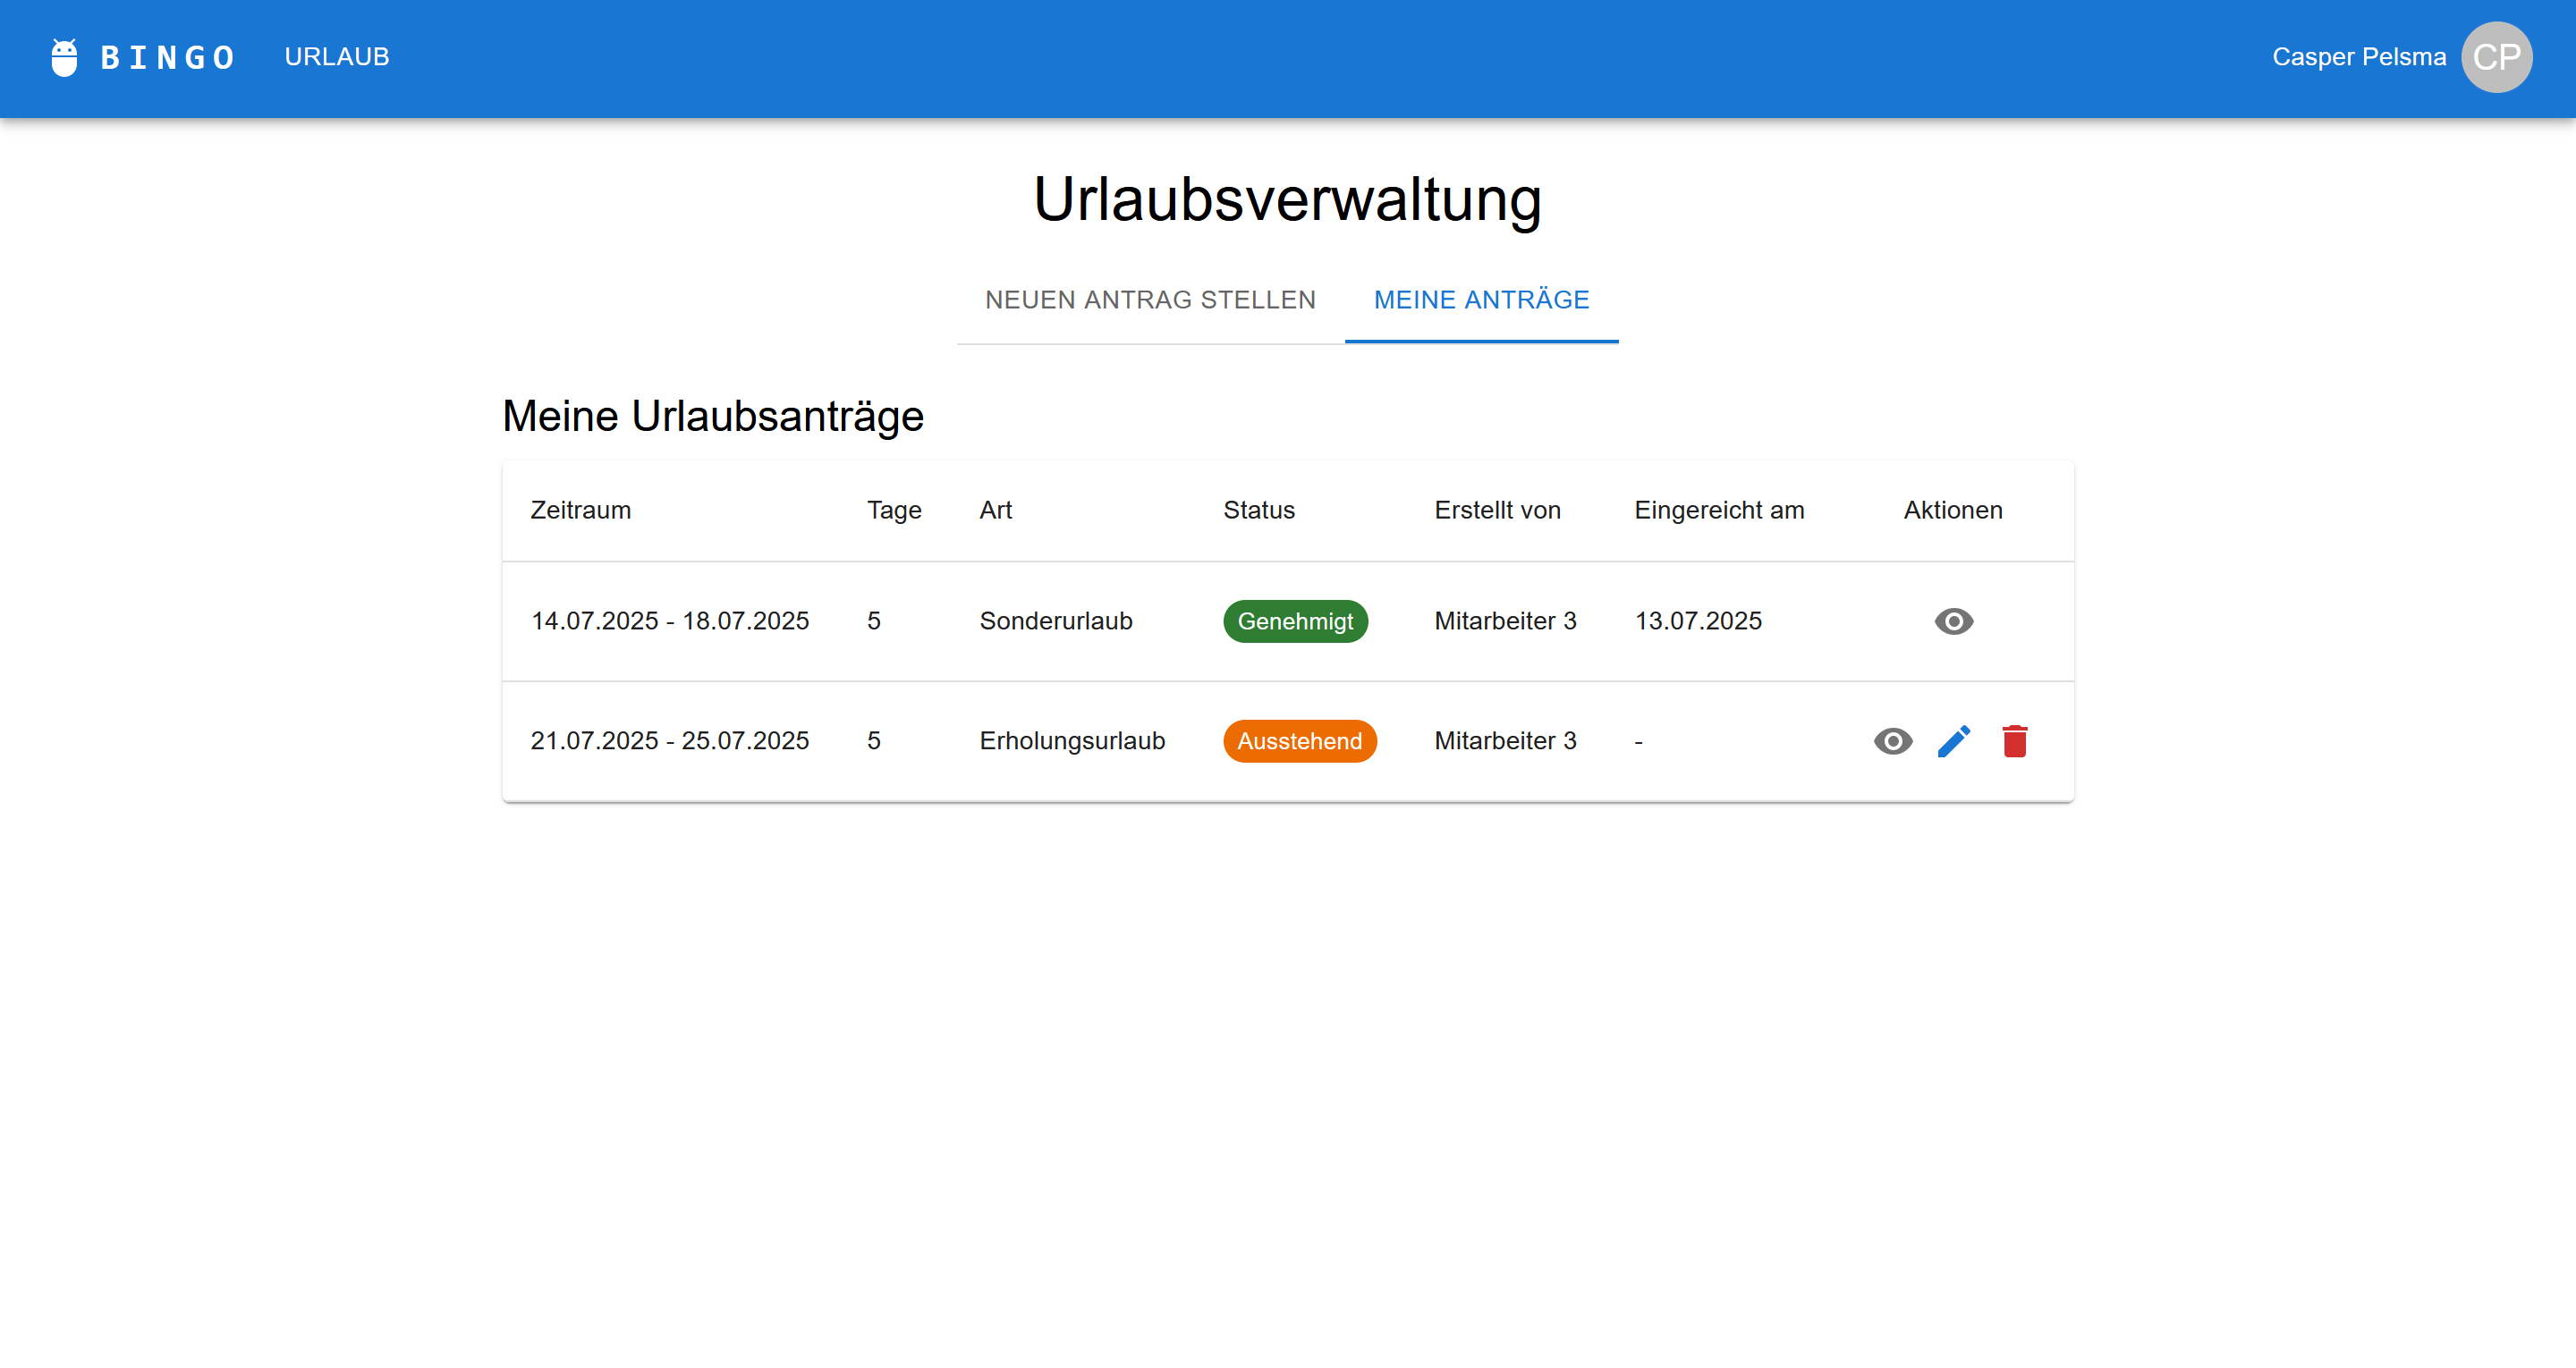 BINGO URLAUB Casper Pelsma CP
Urlaubsverwaltung
NEUEN ANTRAG STELLEN MEINE ANTRÄGE
Meine Urlaubsanträge
Zeitraum Tage Art Status Erstellt von Eingereicht am Aktionen
14.07.2025 - 18.07.2025 5 Sonderurlaub Genehmigt Mitarbeiter 3 13.07.2025
21.07.2025 - 25.07.2025 5 Erholungsurlaub Ausstehend Mitarbeiter 3 -